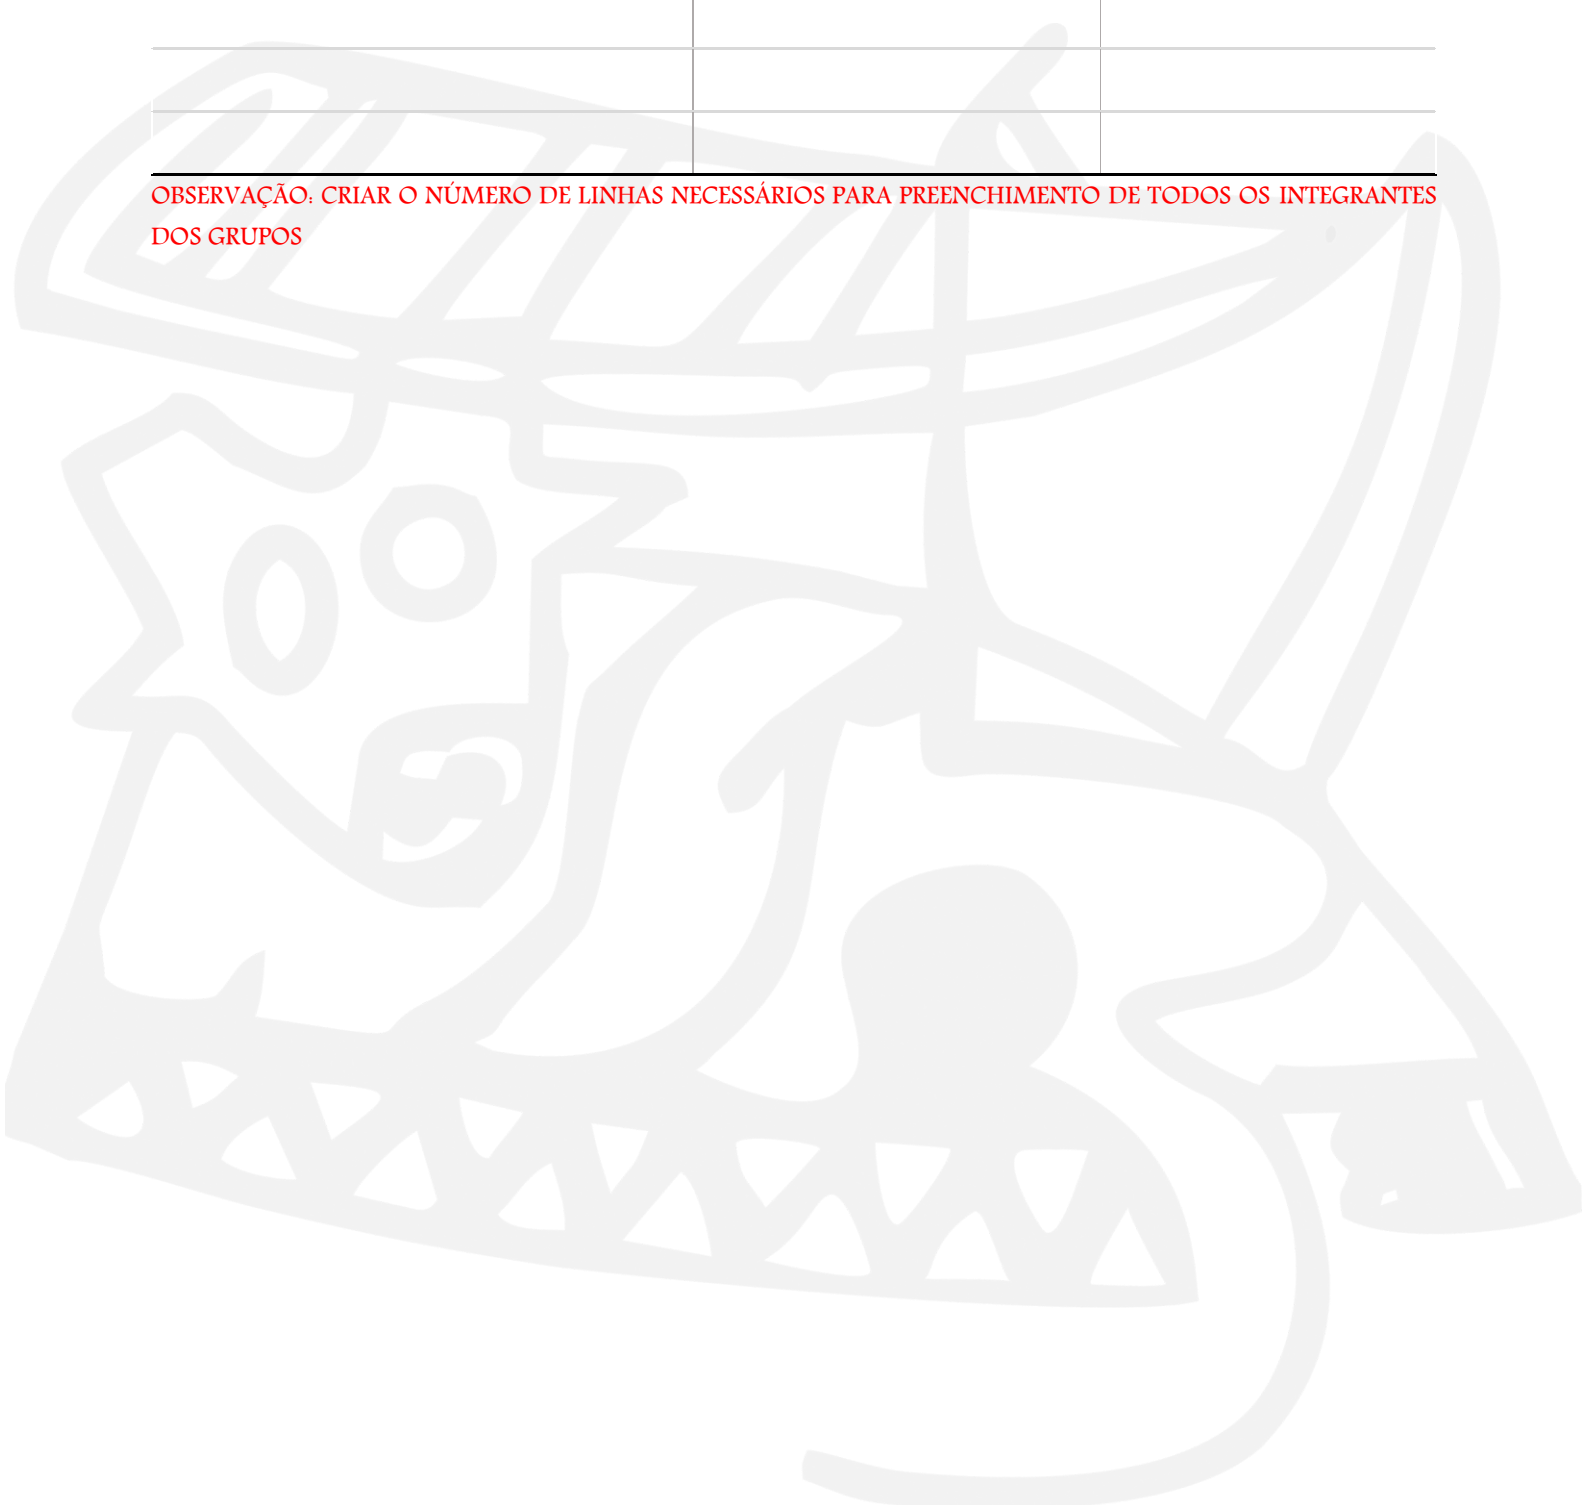 OBSERVAÇÃO: CRIAR O NÚMERO DE LINHAS NECESSÁRIOS PARA PREENCHIMENTO DE TODOS OS INTEGRANTES
DOS GRUPOS